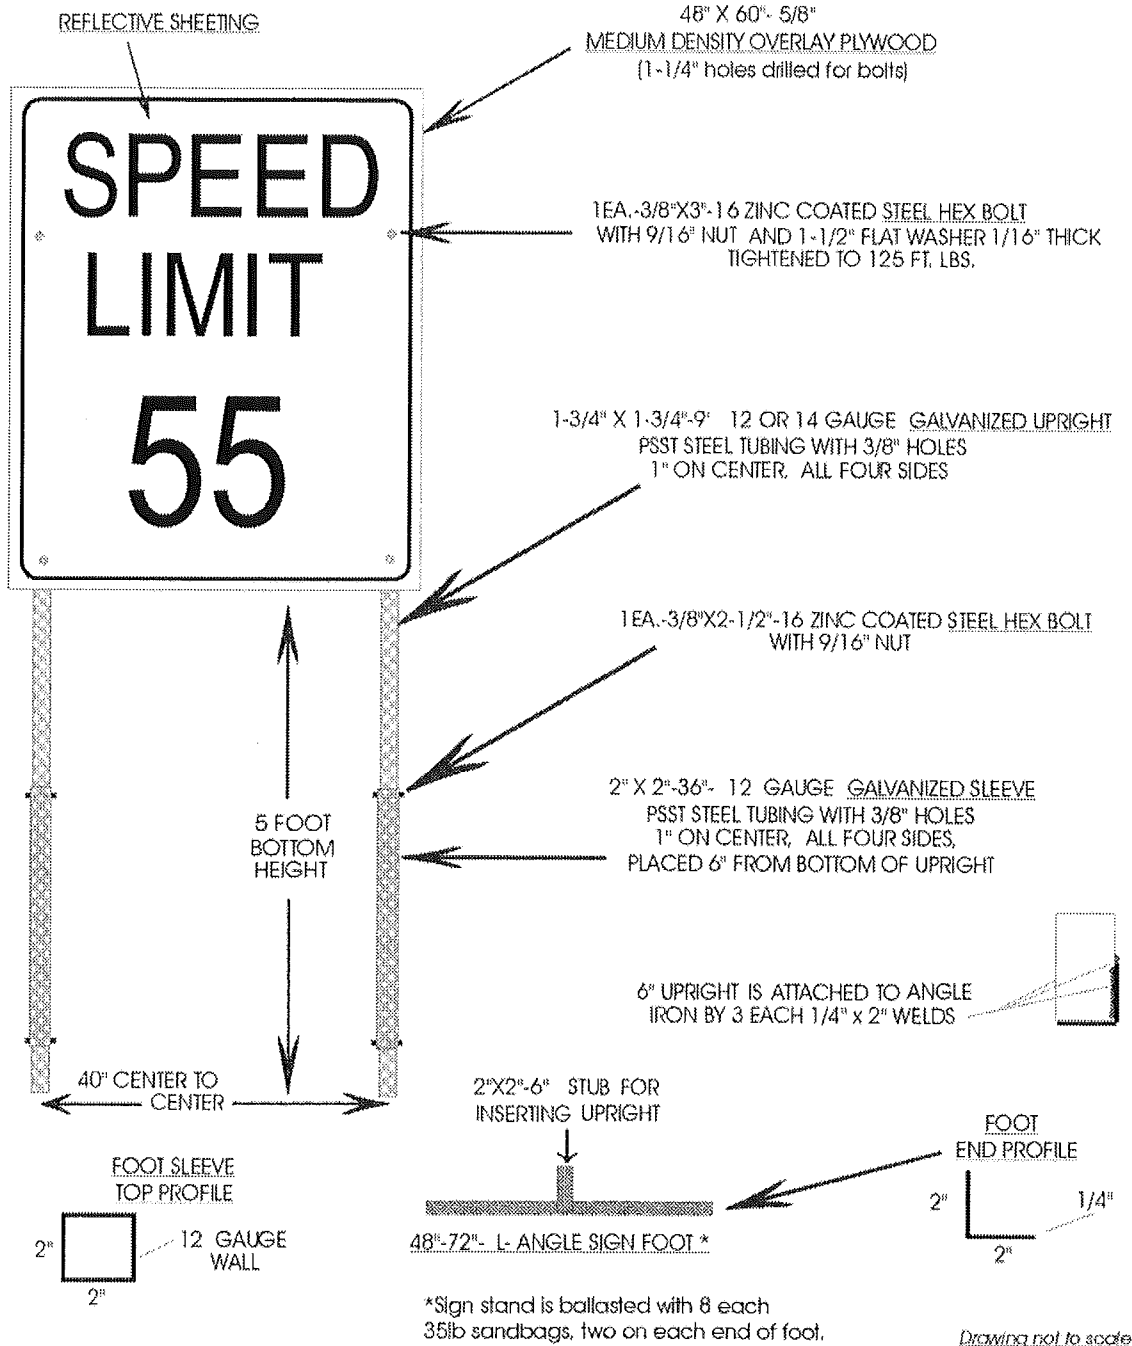 REFLECTIVE SHEETING
48" X 60"- 5/8"
MEDIUM DENSITY OVERLAY PLYWOOD
(1-1/4" holes drilled for bolts)
SPEED
LIMIT
55
1EA.-3/8"X3"-16 ZINC COATED STEEL HEX BOLT
WITH 9/16" NUT AND 1-1/2" FLAT WASHER 1/16" THICK
TIGHTENED TO 125 FT. LBS.
1-3/4" X 1-3/4"-9' 12 OR 14 GAUGE GALVANIZED UPRIGHT
PSST STEEL TUBING WITH 3/8" HOLES
1" ON CENTER, ALL FOUR SIDES
1EA.-3/8"X2-1/2"-16 ZINC COATED STEEL HEX BOLT
WITH 9/16" NUT
2" X 2"-36"- 12 GAUGE GALVANIZED SLEEVE
PSST STEEL TUBING WITH 3/8" HOLES
1" ON CENTER, ALL FOUR SIDES,
PLACED 6" FROM BOTTOM OF UPRIGHT
5 FOOT
BOTTOM
HEIGHT
6" UPRIGHT IS ATTACHED TO ANGLE
IRON BY 3 EACH 1/4" x 2" WELDS
40" CENTER TO
CENTER
2"X2"-6" STUB FOR
INSERTING UPRIGHT
FOOT
END PROFILE
2"
1/4"
2"
FOOT SLEEVE
TOP PROFILE
2"
12 GAUGE
WALL
2"
48"-72"- L- ANGLE SIGN FOOT *
*Sign stand is ballasted with 8 each
35lb sandbags, two on each end of foot.
Drawing not to scale